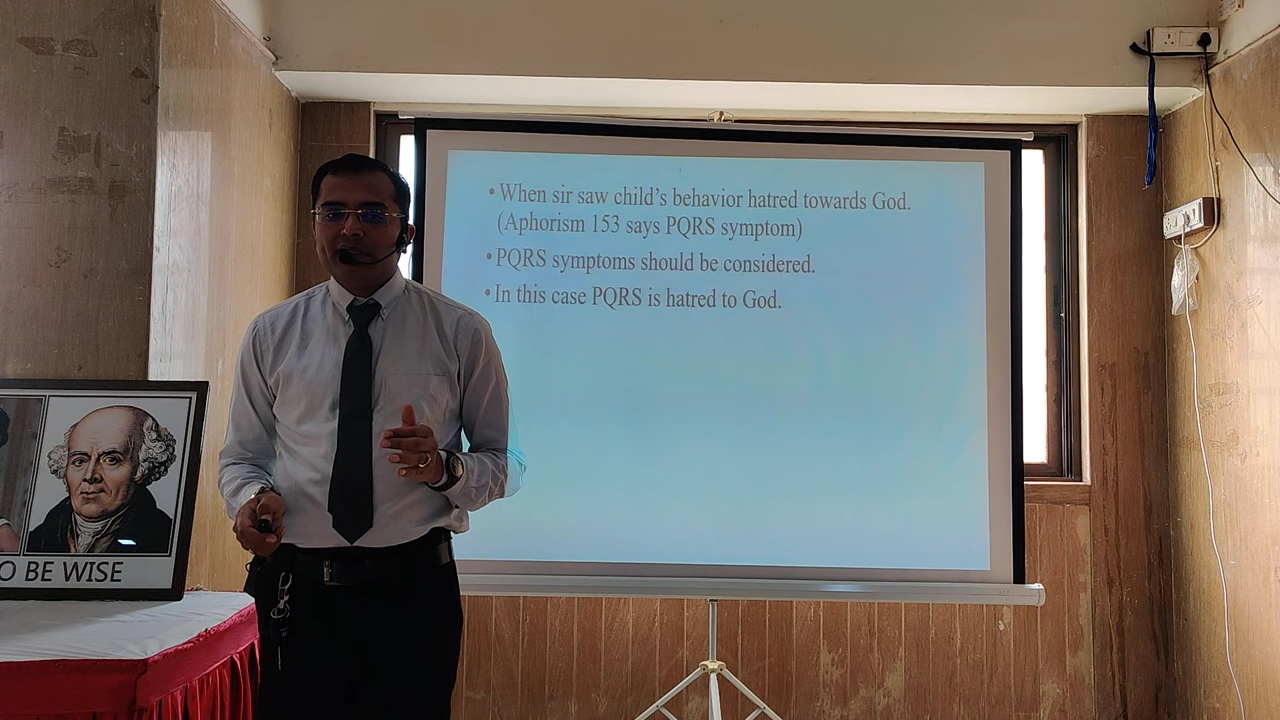 • When sir saw child's behavior hatred towards God.
(Aphorism 153 says PQRS symptom)
• PQRS symptoms should be considered.
• In this case PQRS is hatred to God.
O BE WISE